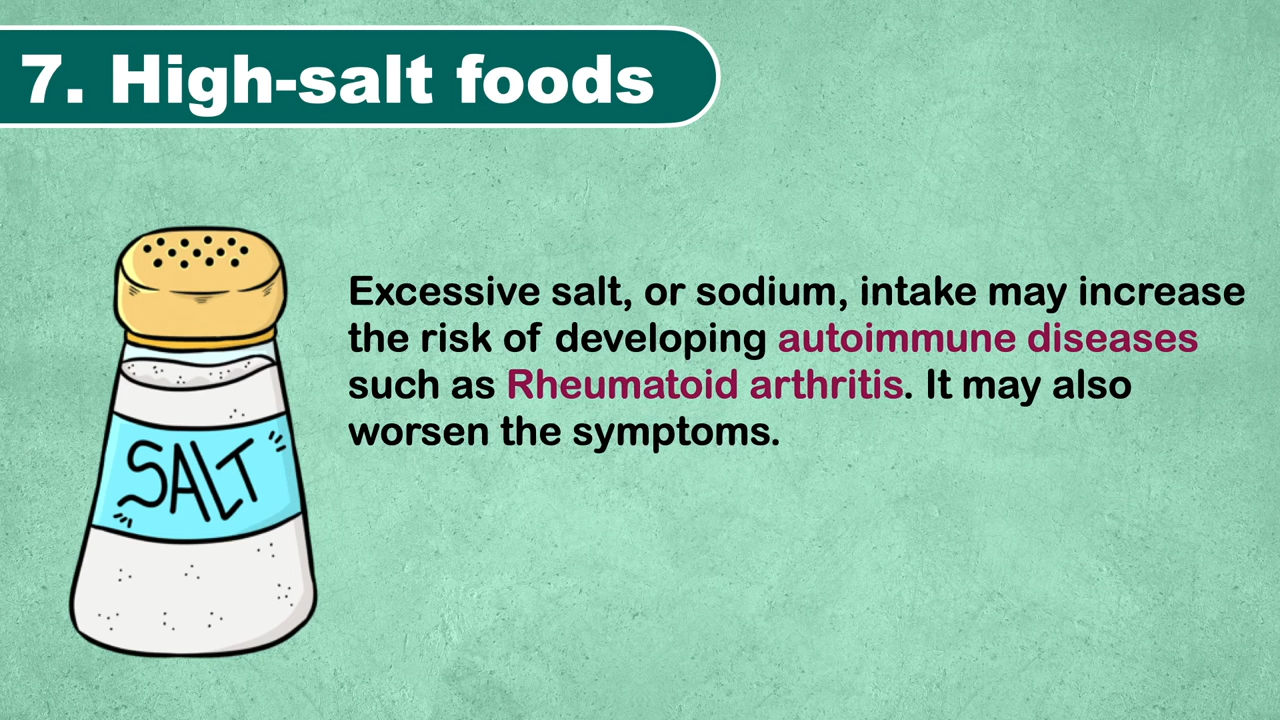 7. High-salt foods
Excessive salt, or sodium, intake may increase
the risk of developing autoimmune diseases
such as Rheumatoid arthritis. It may also
worsen the symptoms.
SALT